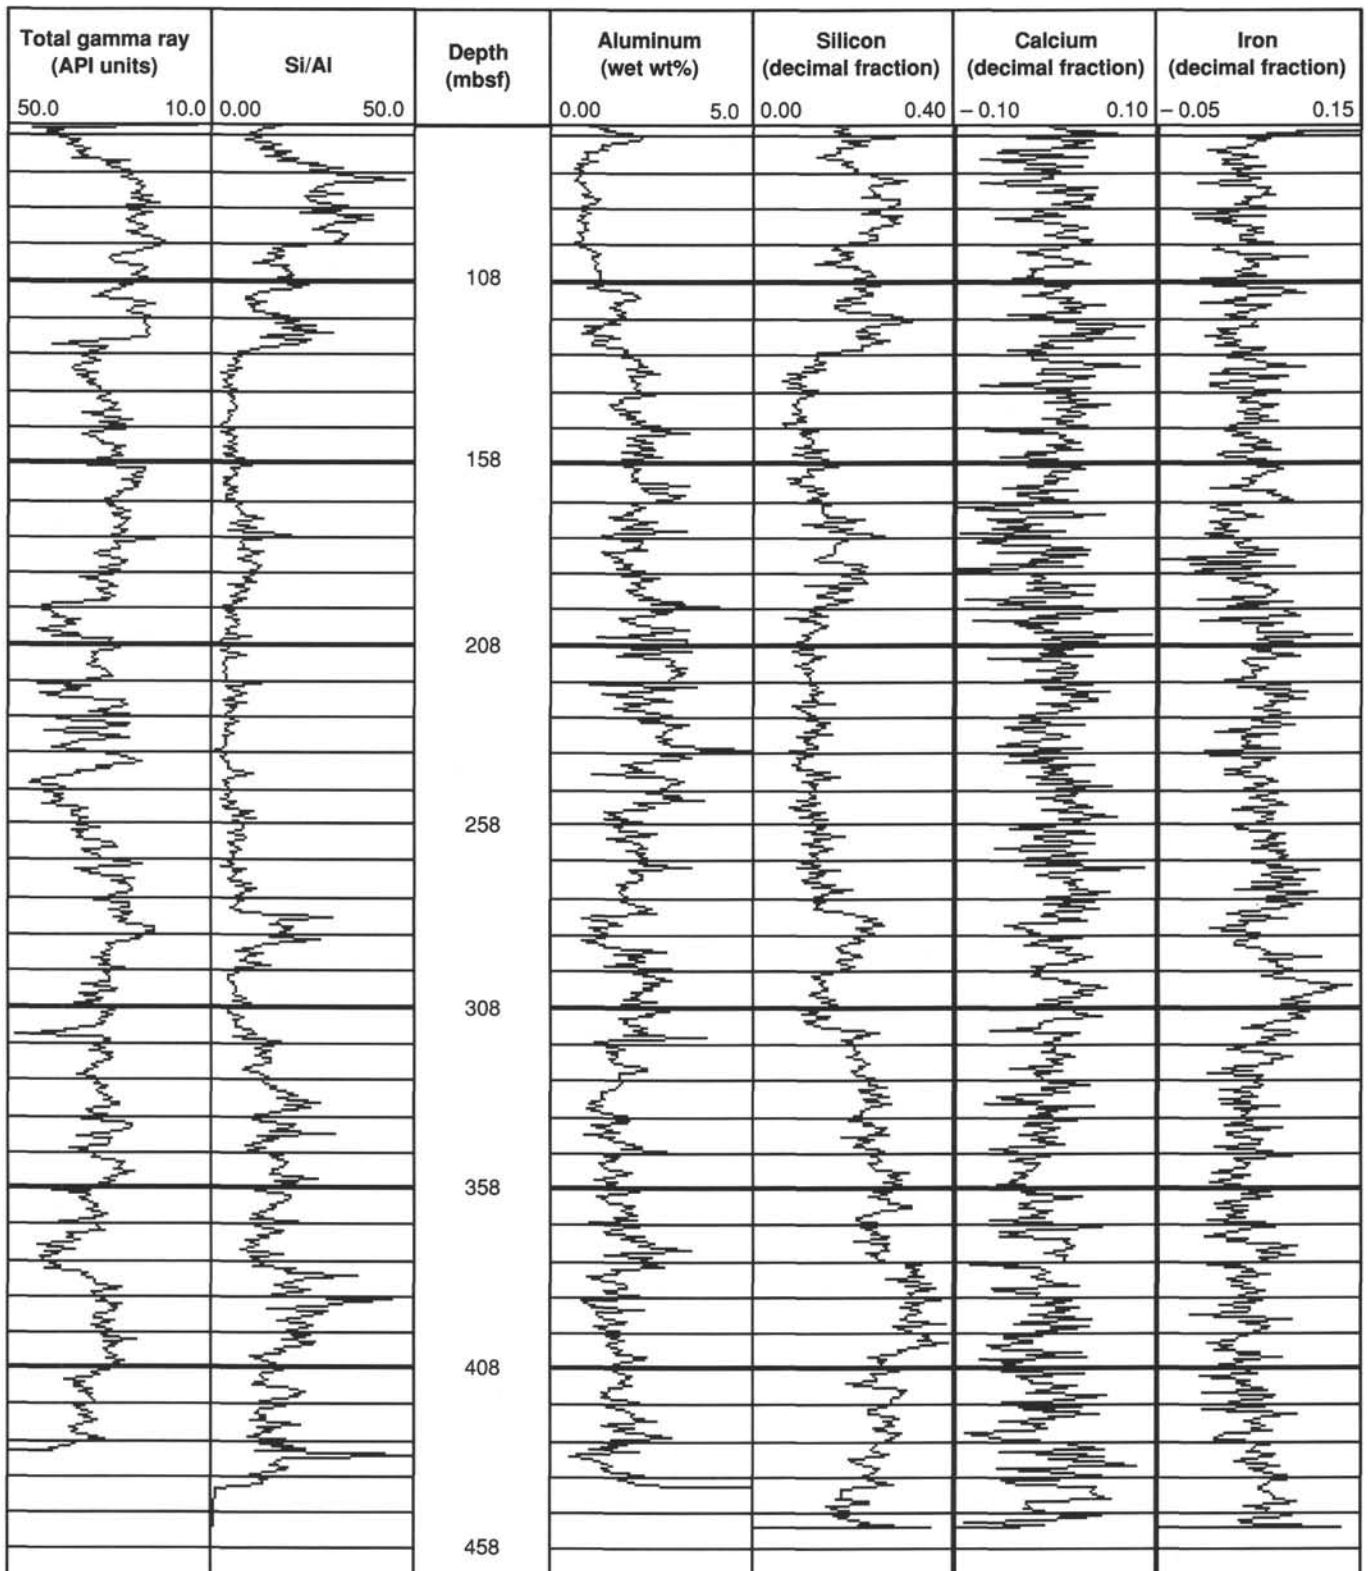 Total gamma ray
(API units)
50.0 10.0
Si/Al
0.00 50.0
Depth
(mbsf)
Aluminum
(wet wt%)
0.00 5.0
Silicon
(decimal fraction)
0.00 0.40
Calcium
(decimal fraction)
−0.10 0.10
Iron
(decimal fraction)
−0.05 0.15
108
158
208
258
308
358
408
458